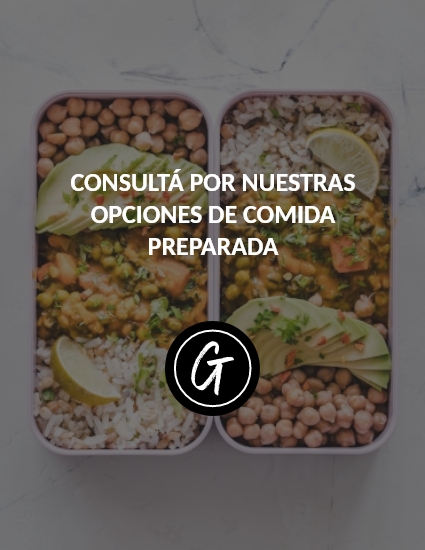 CONSULTÁ POR NUESTRAS
OPCIONES DE COMIDA
PREPARADA
G